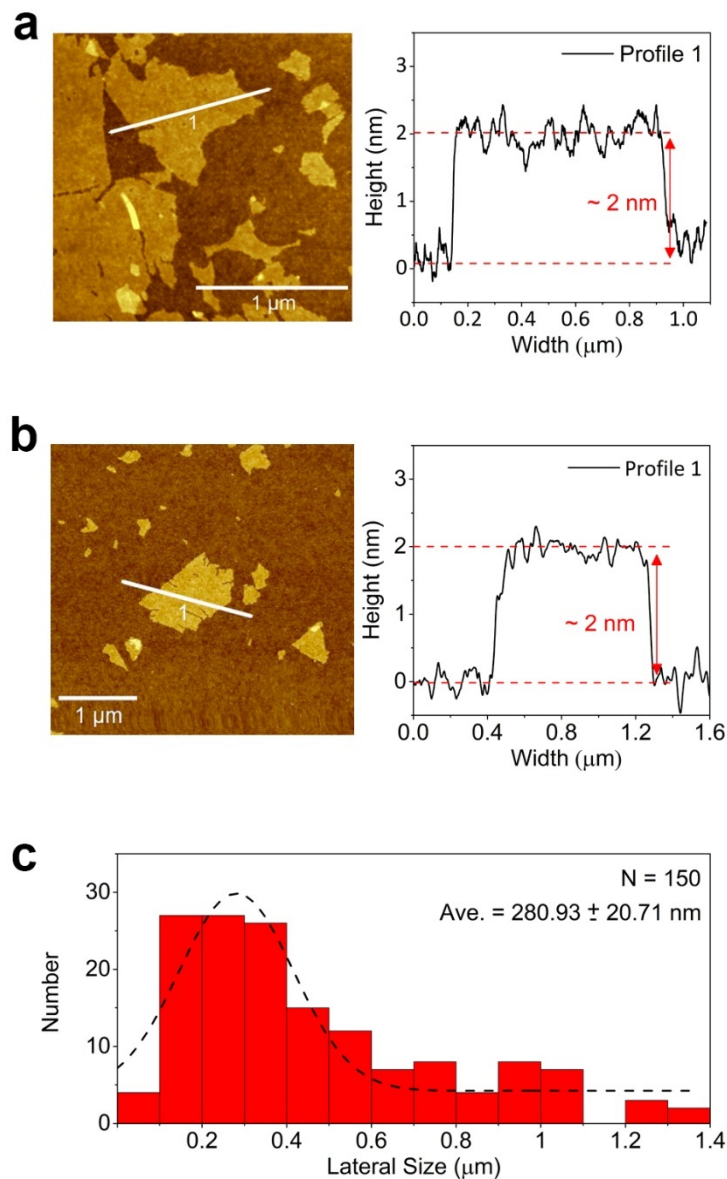 a
1
1 μm
Profile 1
Height (nm)
3
2
1
0
~ 2 nm
0.0 0.2 0.4 0.6 0.8 1.0
Width (μm)
b
1
1 μm
Profile 1
Height (nm)
3
2
1
0
~ 2 nm
0.0 0.4 0.8 1.2 1.6
Width (μm)
c
N = 150
Ave. = 280.93 ± 20.71 nm
Number
30
20
10
0
0.2 0.4 0.6 0.8 1 1.2 1.4
Lateral Size (μm)